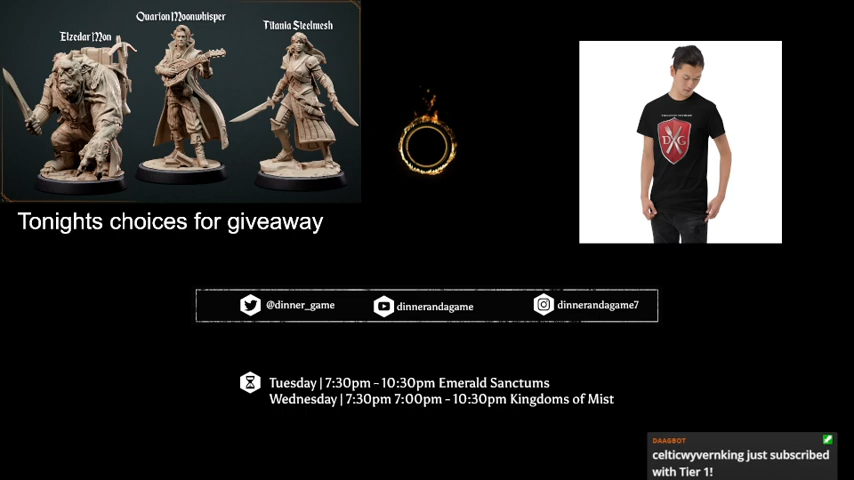 Elzedar Mon
Quarion Moonwhisper
Titania Steelmesh
Tonights choices for giveaway
D G
@dinner_game
dinnerandagame
dinnerandagame7
Tuesday | 7:30pm - 10:30pm Emerald Sanctums
Wednesday | 7:30pm 7:00pm - 10:30pm Kingdoms of Mist
DAAGBOT
celticwyvernking just subscribed
with Tier 1!